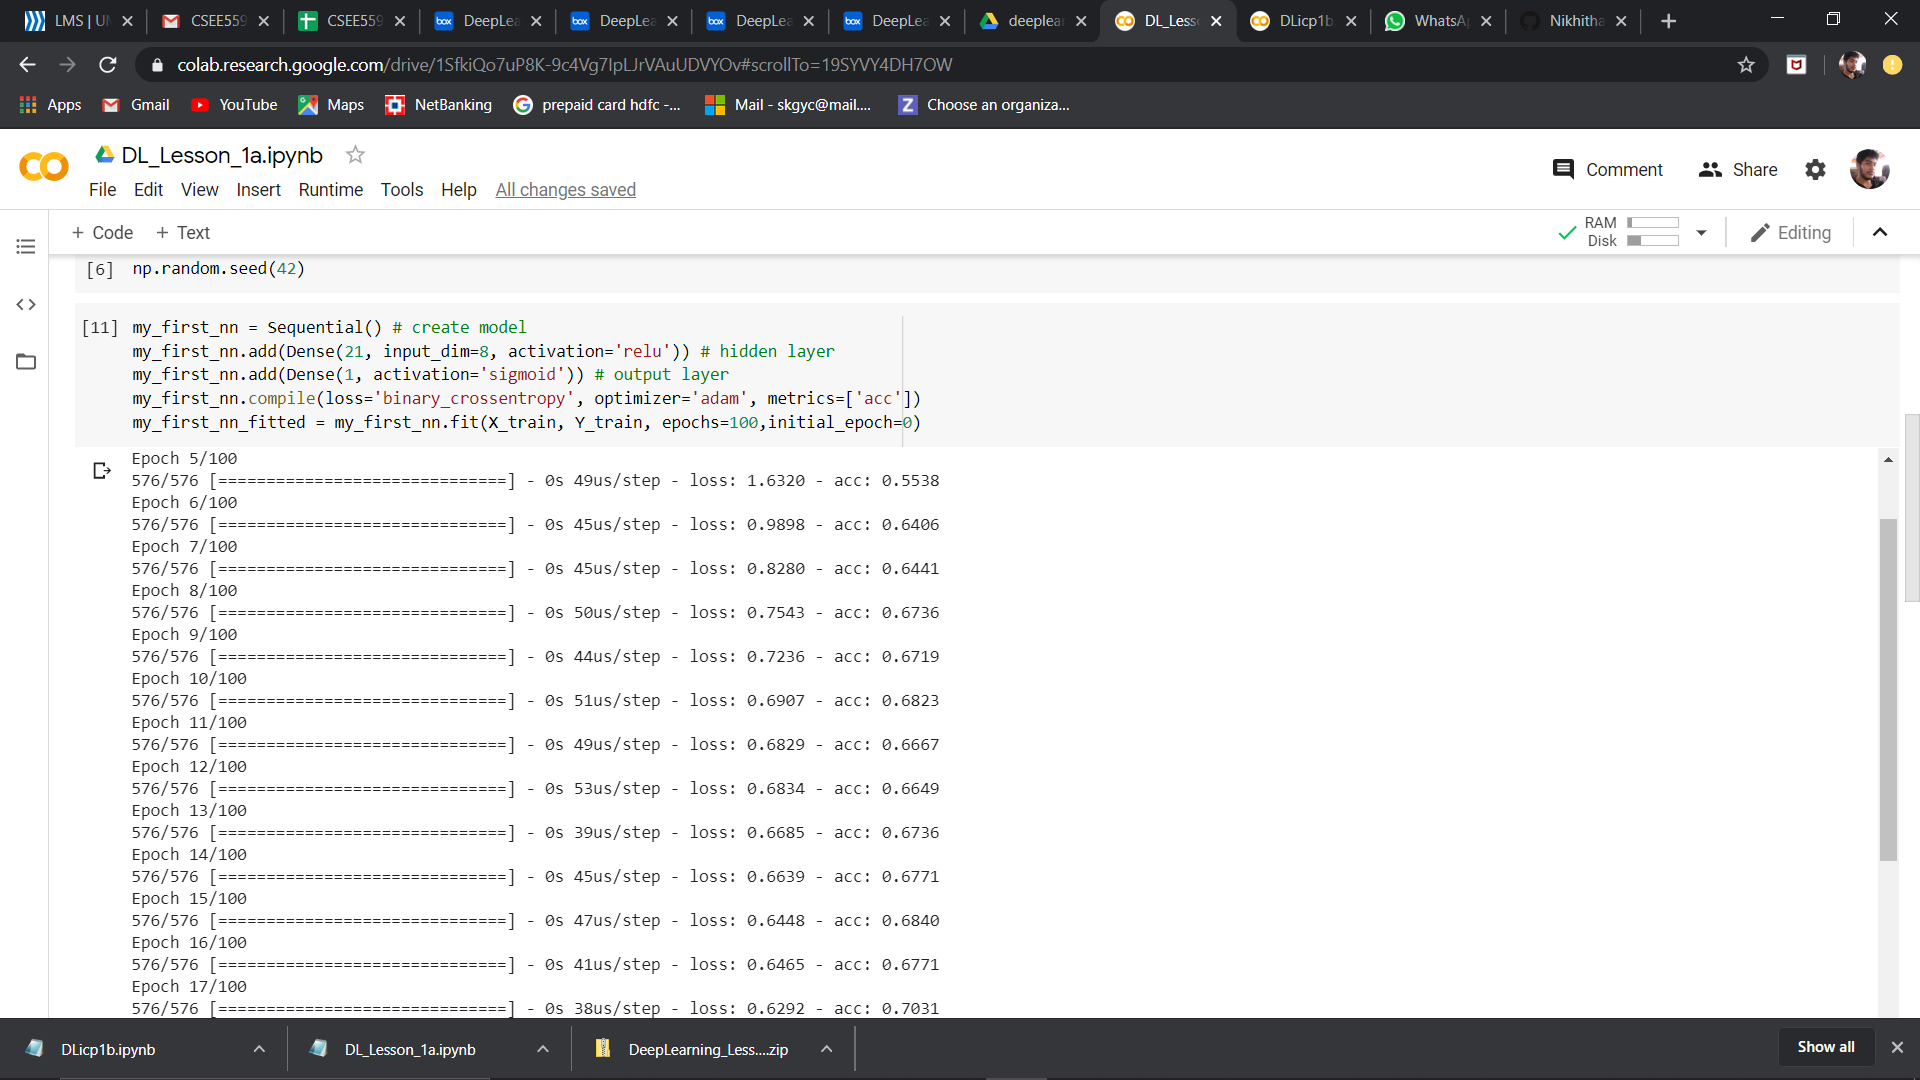 LMS | U
CSEE559
CSEE559
DeepLea
DeepLea
DeepLea
DeepLea
deeplear
DL_Less
DLicp1b
WhatsA
Nikhitha
colab.research.google.com/drive/1SfkiQo7uP8K-9c4Vg7IpLJrVAuUDVYOv#scrollTo=19SYVY4DH7OW
Apps
Gmail
YouTube
Maps
NetBanking
prepaid card hdfc -...
Mail - skgyc@mail....
Choose an organiza...
DL_Lesson_1a.ipynb
Comment
Share
File Edit View Insert Runtime Tools Help All changes saved
+ Code + Text
RAM
Disk
Editing
[6] np.random.seed(42)
[11] my_first_nn = Sequential() # create model
my_first_nn.add(Dense(21, input_dim=8, activation='relu')) # hidden layer
my_first_nn.add(Dense(1, activation='sigmoid')) # output layer
my_first_nn.compile(loss='binary_crossentropy', optimizer='adam', metrics=['acc'])
my_first_nn_fitted = my_first_nn.fit(X_train, Y_train, epochs=100,initial_epoch=0)
Epoch 5/100
576/576 [==============================] - 0s 49us/step - loss: 1.6320 - acc: 0.5538
Epoch 6/100
576/576 [==============================] - 0s 45us/step - loss: 0.9898 - acc: 0.6406
Epoch 7/100
576/576 [==============================] - 0s 45us/step - loss: 0.8280 - acc: 0.6441
Epoch 8/100
576/576 [==============================] - 0s 50us/step - loss: 0.7543 - acc: 0.6736
Epoch 9/100
576/576 [==============================] - 0s 44us/step - loss: 0.7236 - acc: 0.6719
Epoch 10/100
576/576 [==============================] - 0s 51us/step - loss: 0.6907 - acc: 0.6823
Epoch 11/100
576/576 [==============================] - 0s 49us/step - loss: 0.6829 - acc: 0.6667
Epoch 12/100
576/576 [==============================] - 0s 53us/step - loss: 0.6834 - acc: 0.6649
Epoch 13/100
576/576 [==============================] - 0s 39us/step - loss: 0.6685 - acc: 0.6736
Epoch 14/100
576/576 [==============================] - 0s 45us/step - loss: 0.6639 - acc: 0.6771
Epoch 15/100
576/576 [==============================] - 0s 47us/step - loss: 0.6448 - acc: 0.6840
Epoch 16/100
576/576 [==============================] - 0s 41us/step - loss: 0.6465 - acc: 0.6771
Epoch 17/100
576/576 [==============================] - 0s 38us/step - loss: 0.6292 - acc: 0.7031
DLicp1b.ipynb
DL_Lesson_1a.ipynb
DeepLearning_Less....zip
Show all